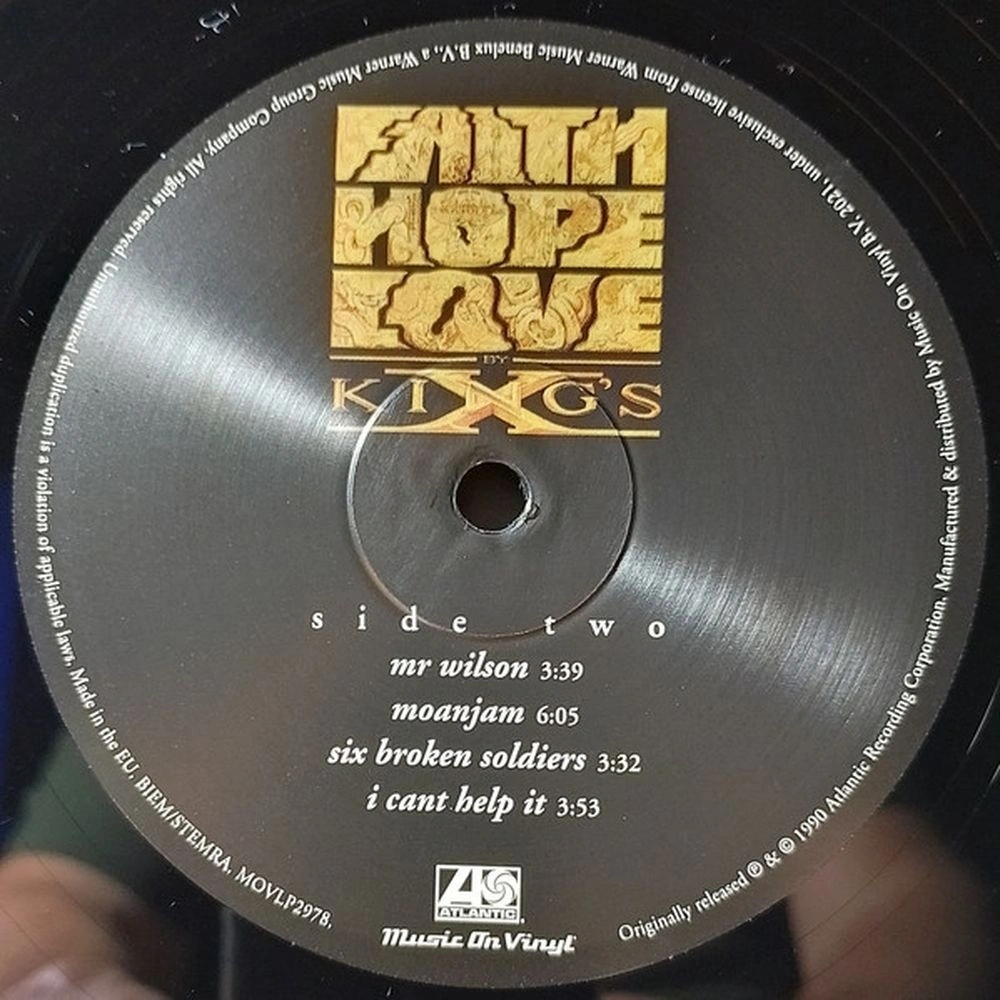 FAITH
HOPE
LOVE
BY
KING'S X
side two
mr wilson 3:39
moanjam 6:05
six broken soldiers 3:32
i cant help it 3:53
ATLANTIC
Music On Vinyl
Originally released ℗ & © 1990 Atlantic Recording Corporation. Manufactured & distributed by Music On Vinyl B.V. 2021, under exclusive license from Warner Music Benelux B.V., a Warner Music Group Company. All rights reserved. Unauthorized duplication is a violation of applicable laws. Made in the EU. BIEM/STEMRA. MOVLP2978.